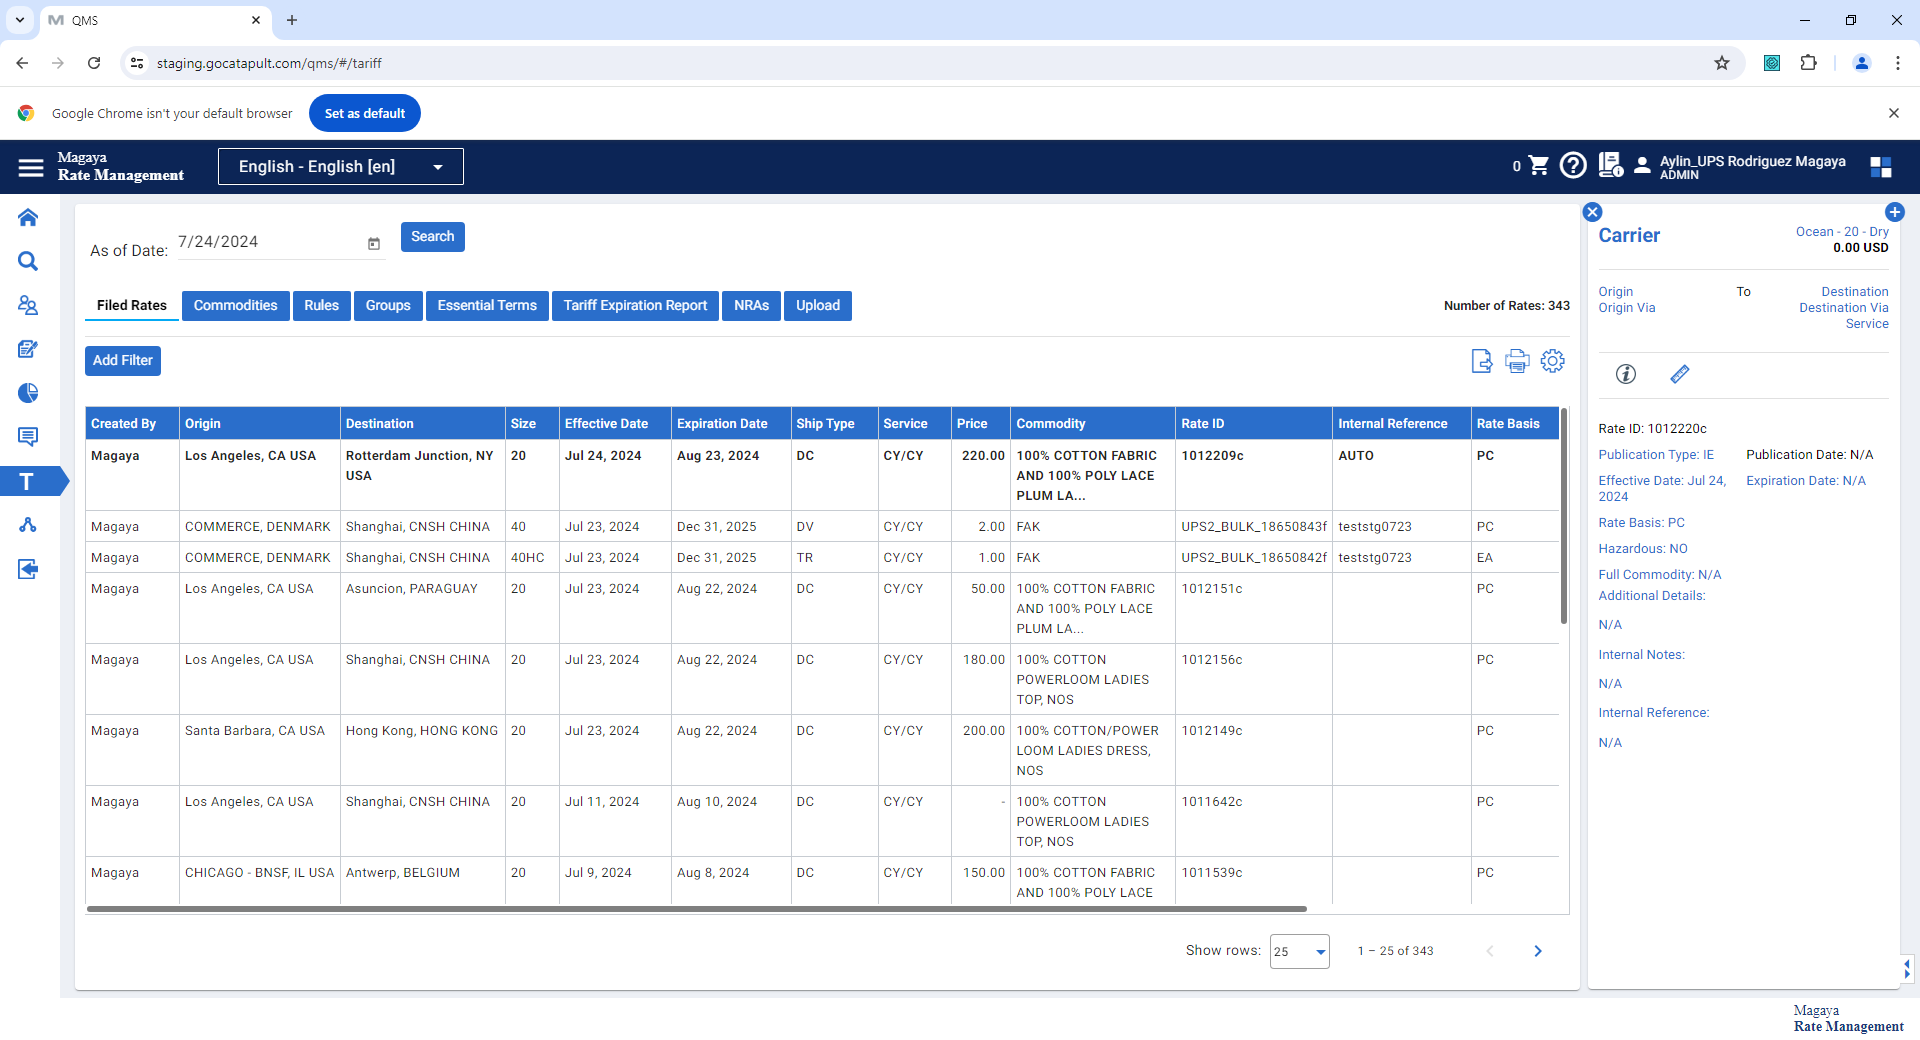 QMS
staging.gocatapult.com/qms/#/tariff
Google Chrome isn't your default browser
Set as default
Magaya
Rate Management
English - English [en]
0
Aylin_UPS Rodriguez Magaya
ADMIN
As of Date: 7/24/2024
Search
Filed Rates Commodities Rules Groups Essential Terms Tariff Expiration Report NRAs Upload
Number of Rates: 343
Add Filter
T
Created By Origin Destination Size Effective Date Expiration Date Ship Type Service Price Commodity Rate ID Internal Reference Rate Basis
Magaya Los Angeles, CA USA Rotterdam Junction, NY USA 20 Jul 24, 2024 Aug 23, 2024 DC CY/CY 220.00 100% COTTON FABRIC AND 100% POLY LACE PLUM LA... 1012209c AUTO PC
Magaya COMMERCE, DENMARK Shanghai, CNSH CHINA 40 Jul 23, 2024 Dec 31, 2025 DV CY/CY 2.00 FAK UPS2_BULK_18650843f teststg0723 PC
Magaya COMMERCE, DENMARK Shanghai, CNSH CHINA 40HC Jul 23, 2024 Dec 31, 2025 TR CY/CY 1.00 FAK UPS2_BULK_18650842f teststg0723 EA
Magaya Los Angeles, CA USA Asuncion, PARAGUAY 20 Jul 23, 2024 Aug 22, 2024 DC CY/CY 50.00 100% COTTON FABRIC AND 100% POLY LACE PLUM LA... 1012151c PC
Magaya Los Angeles, CA USA Shanghai, CNSH CHINA 20 Jul 23, 2024 Aug 22, 2024 DC CY/CY 180.00 100% COTTON POWERLOOM LADIES TOP, NOS 1012156c PC
Magaya Santa Barbara, CA USA Hong Kong, HONG KONG 20 Jul 23, 2024 Aug 22, 2024 DC CY/CY 200.00 100% COTTON/POWER LOOM LADIES DRESS, NOS 1012149c PC
Magaya Los Angeles, CA USA Shanghai, CNSH CHINA 20 Jul 11, 2024 Aug 10, 2024 DC CY/CY - 100% COTTON POWERLOOM LADIES TOP, NOS 1011642c PC
Magaya CHICAGO - BNSF, IL USA Antwerp, BELGIUM 20 Jul 9, 2024 Aug 8, 2024 DC CY/CY 150.00 100% COTTON FABRIC AND 100% POLY LACE 1011539c PC
Show rows: 25 1 – 25 of 343
Carrier
Ocean - 20 - Dry
0.00 USD
Origin To Destination
Origin Via Destination Via
Service
Rate ID: 1012220c
Publication Type: IE Publication Date: N/A
Effective Date: Jul 24, 2024 Expiration Date: N/A
Rate Basis: PC
Hazardous: NO
Full Commodity: N/A
Additional Details:
N/A
Internal Notes:
N/A
Internal Reference:
N/A
Magaya
Rate Management